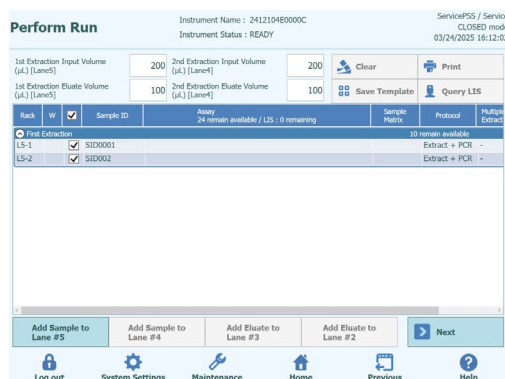 Perform Run
Instrument Name : 2412104E0000C
Instrument Status : READY
ServicePSS / Service
CLOSED mode
03/24/2025 16:12:02
1st Extraction Input Volume
(µL) [Lane5]
200
2nd Extraction Input Volume
(µL) [Lane4]
200
Clear
Print
1st Extraction Eluate Volume
(µL) [Lane5]
100
2nd Extraction Eluate Volume
(µL) [Lane4]
100
Save Template
Query LIS
Rack W Sample ID Assay
24 remain available / LIS : 0 remaining
Sample
Matrix
Protocol
Multiple
Extract
First Extraction 10 remain available
LS-1 SID0001 Extract + PCR -
LS-2 SID002 Extract + PCR -
Add Sample to
Lane #5
Add Sample to
Lane #4
Add Eluate to
Lane #3
Add Eluate to
Lane #2
Next
Log out System Settings Maintenance Home Previous Help